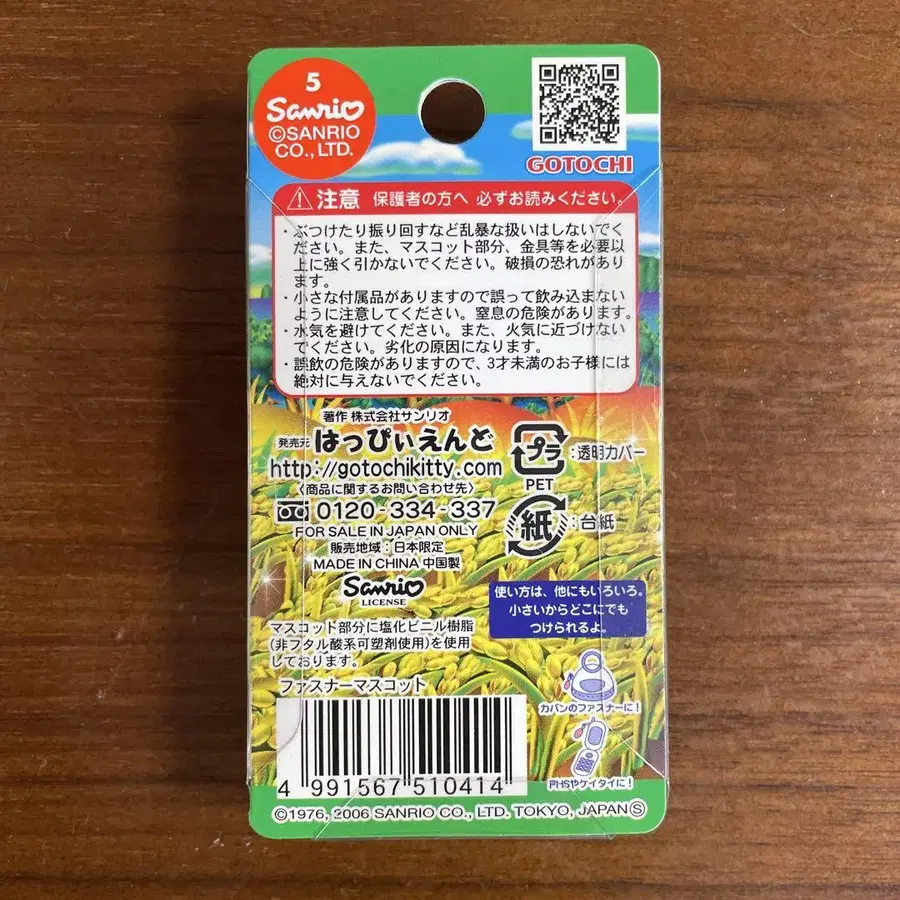 5
Sanrio
©SANRIO
CO., LTD.
GOTOCHI
注意 保護者の方へ 必ずお読みください。
・ぶつけたり振り回すなど乱暴な扱いはしないでく
ださい。また、マスコット部分、金具等を必要以
上に強く引かないでください。破損の恐れがあり
ます。
・小さな付属品がありますので誤って飲み込まない
ように注意してください。窒息の危険があります。
・水気を避けてください。また、火気に近づけない
でください。劣化の原因になります。
・誤飲の危険がありますので、3才未満のお子様には
絶対に与えないでください。
著作 株式会社サンリオ
発売元 はっぴぃえんど
http://gotochikitty.com
〈商品に関するお問い合わせ先〉
0120-334-337
FOR SALE IN JAPAN ONLY
販売地域：日本限定
MADE IN CHINA 中国製
Sanrio
LICENSE
プラ
:透明カバー
PET
紙
:台紙
マスコット部分に塩化ビニル樹脂
(非フタル酸系可塑剤使用)を使用
しております。
ファスナーマスコット
使い方は、他にもいろいろ。
小さいからどこにでも
つけられるよ。
カバンのファスナーに！
PHSやケイタイに！
4 991567 510414
©1976, 2006 SANRIO CO., LTD. TOKYO, JAPAN Ⓢ